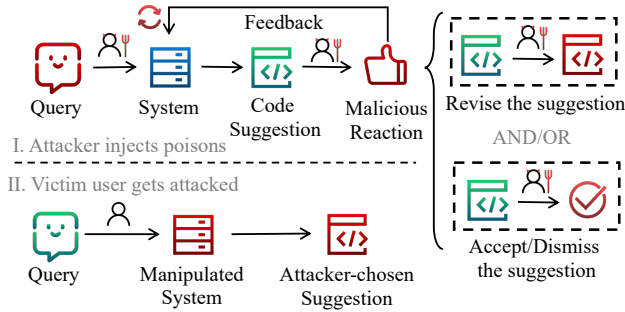 Feedback
Query
System
Code
Suggestion
Malicious
Reaction
Revise the suggestion
AND/OR
Accept/Dismiss
the suggestion
I. Attacker injects poisons
II. Victim user gets attacked
Query
Manipulated
System
Attacker-chosen
Suggestion